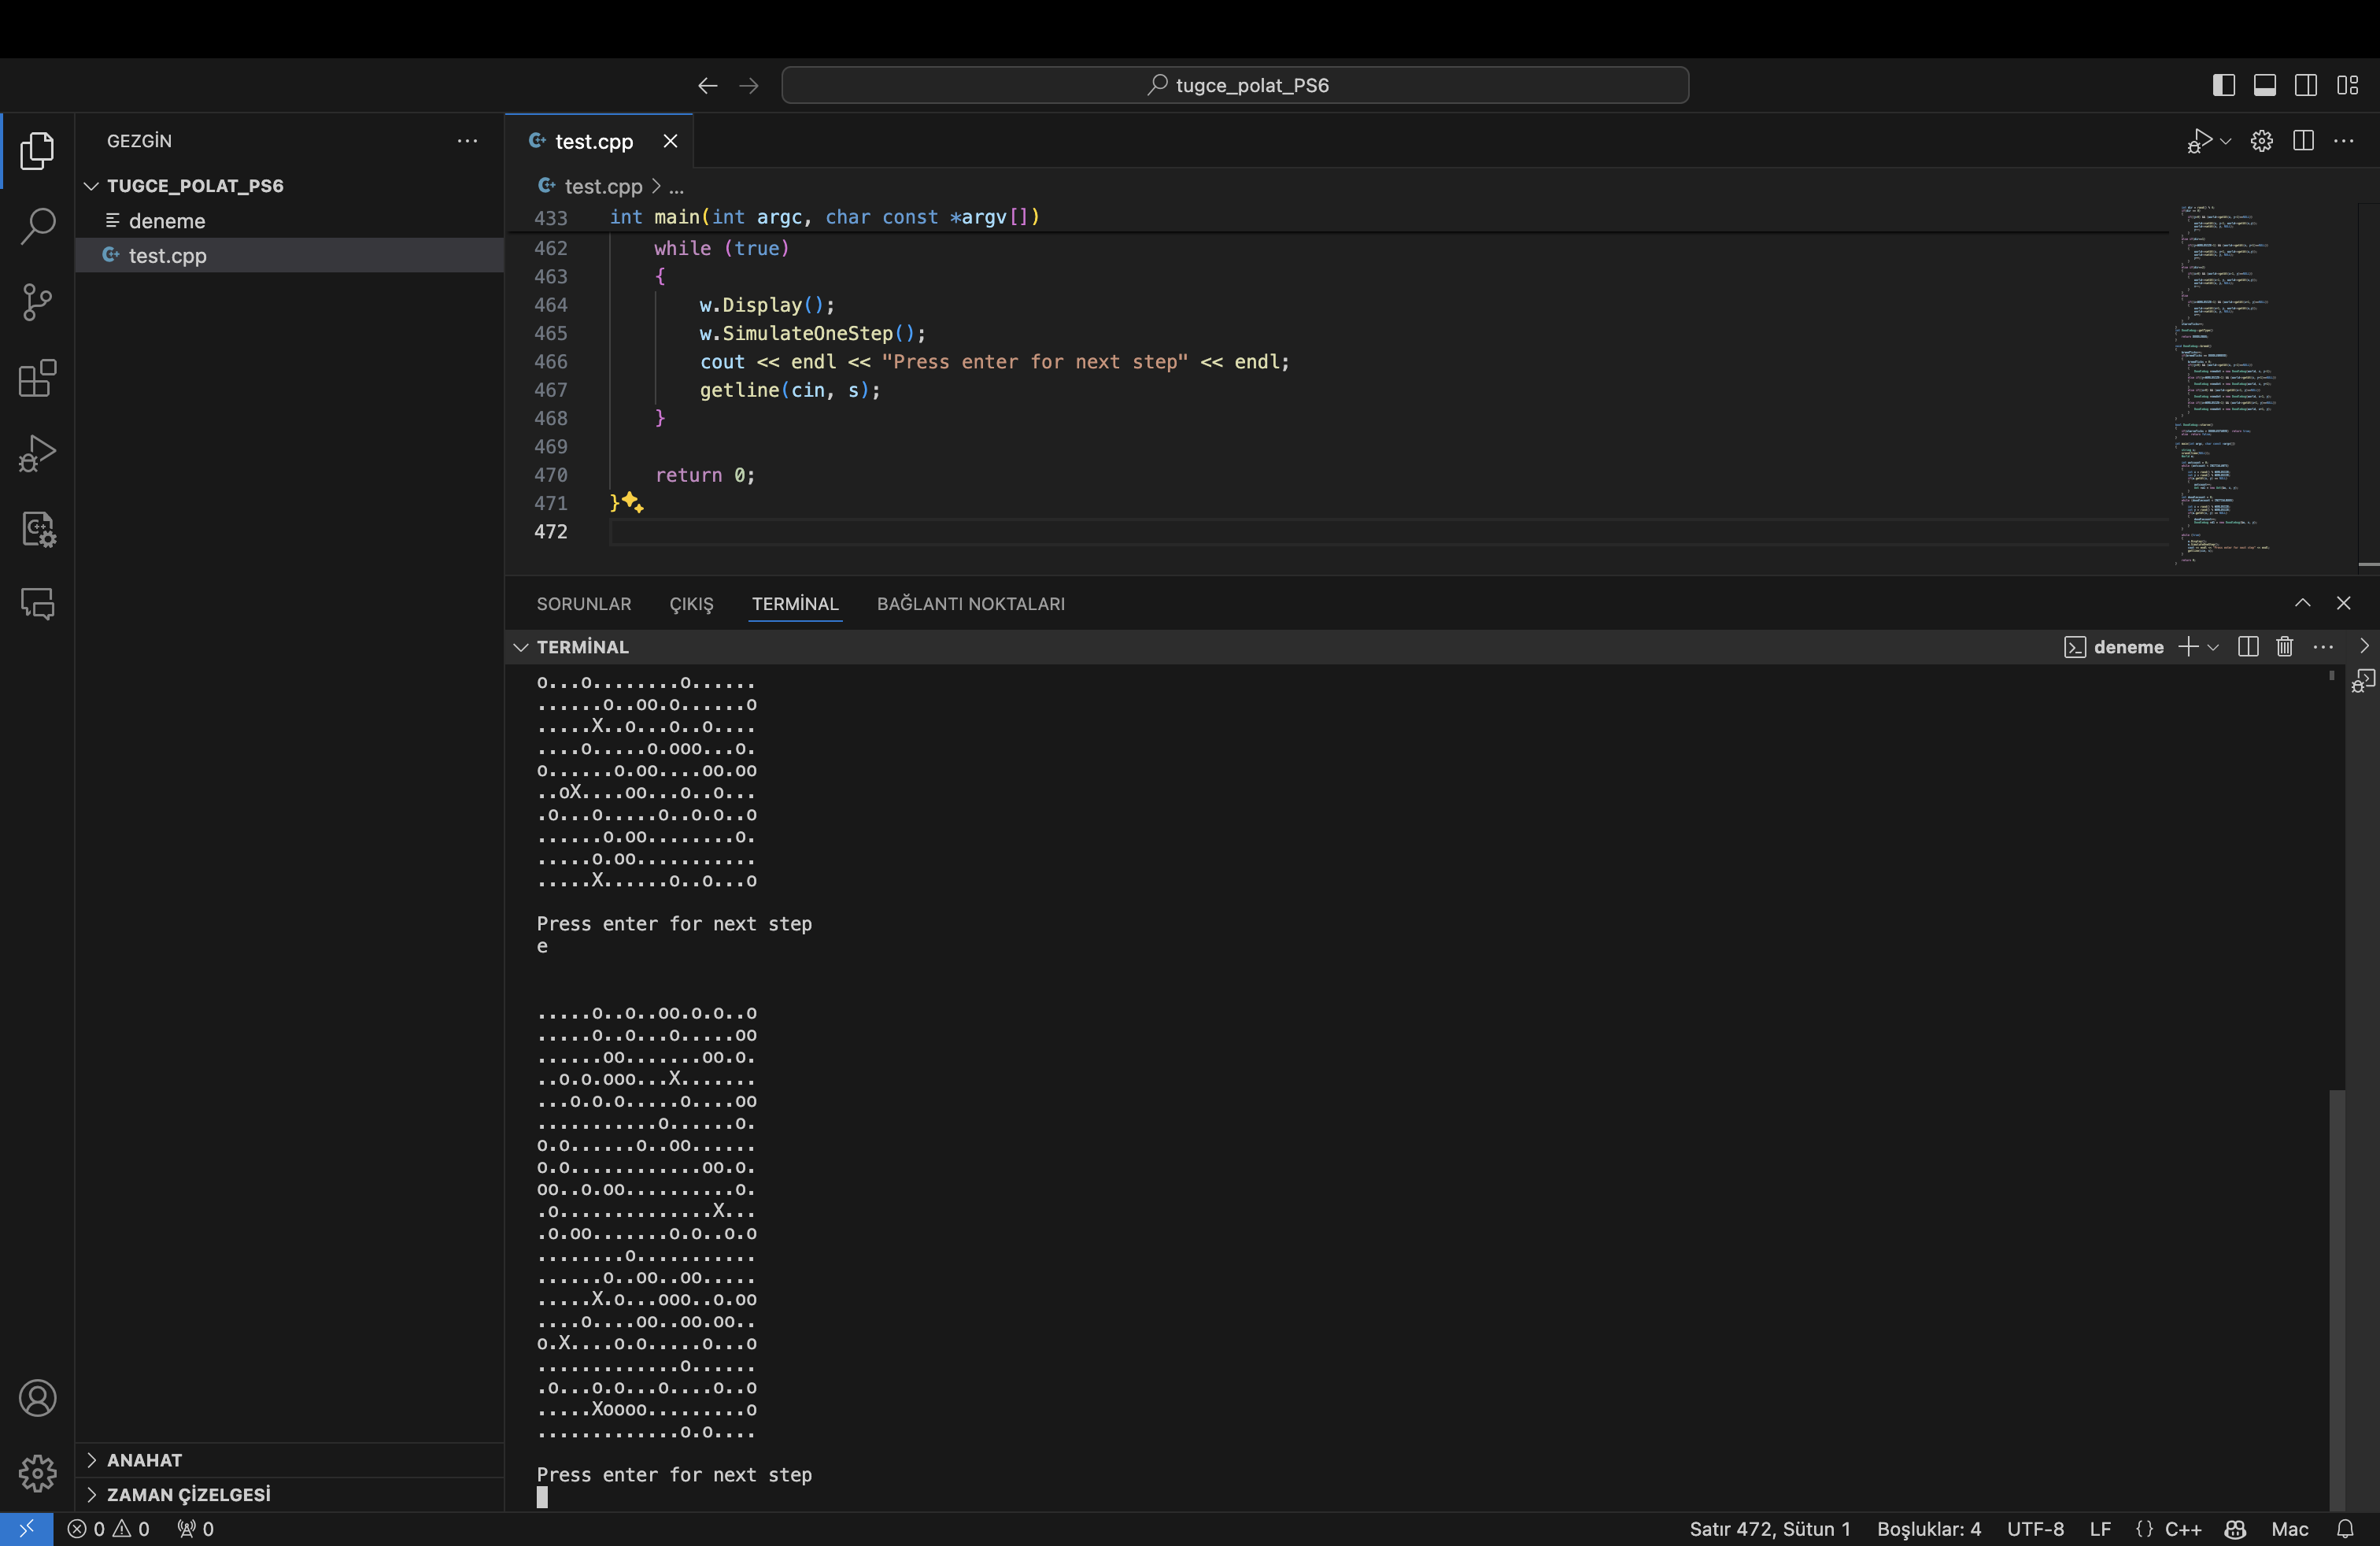 tugce_polat_PS6
GEZGİN
TUGCE_POLAT_PS6
deneme
test.cpp
ANAHAT
ZAMAN ÇİZELGESİ
test.cpp
test.cpp > ...
433 int main(int argc, char const *argv[])
462 while (true)
463 {
464 w.Display();
465 w.SimulateOneStep();
466 cout << endl << "Press enter for next step" << endl;
467 getline(cin, s);
468 }
469
470 return 0;
471 }
472
SORUNLAR ÇIKIŞ TERMİNAL BAĞLANTI NOKTALARI
TERMİNAL
deneme
o...o........o......
......o..oo.o......o
.....X..o...o..o....
....o.....o.ooo...o.
o......o.oo....oo.oo
..oX....oo...o..o...
.o...o.....o..o.o..o
......o.oo........o.
.....o.oo...........
.....X......o..o...o
Press enter for next step
e
.....o..o..oo.o.o..o
.....o..o...o.....oo
......oo.......oo.o.
..o.o.ooo...X.......
...o.o.o.....o....oo
...........o......o.
o.o......o..oo......
o.o............oo.o.
oo..o.oo..........o.
.o..............X...
.o.oo.......o.o..o.o
........o...........
......o..oo..oo.....
.....X.o...ooo..o.oo
....o....oo..oo.oo..
o.X....o.o.....o...o
.............o......
.o...o.o...o....o..o
.....Xoooo.........o
.............o.o....
Press enter for next step
0 0 0
Satır 472, Sütun 1 Boşluklar: 4 UTF-8 LF {} C++ Mac